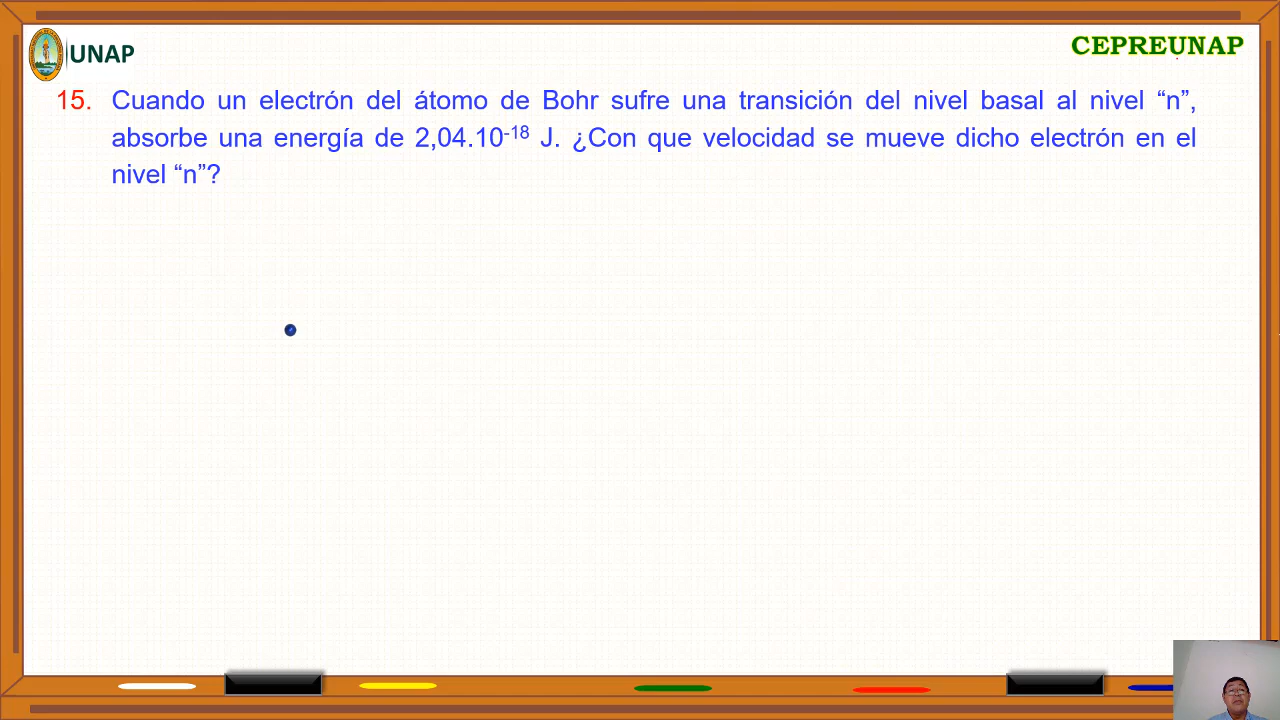 UNAP
CEPREUNAP
15. Cuando un electrón del átomo de Bohr sufre una transición del nivel basal al nivel “n”,
absorbe una energía de 2,04.10⁻¹⁸ J. ¿Con que velocidad se mueve dicho electrón en el
nivel “n”?